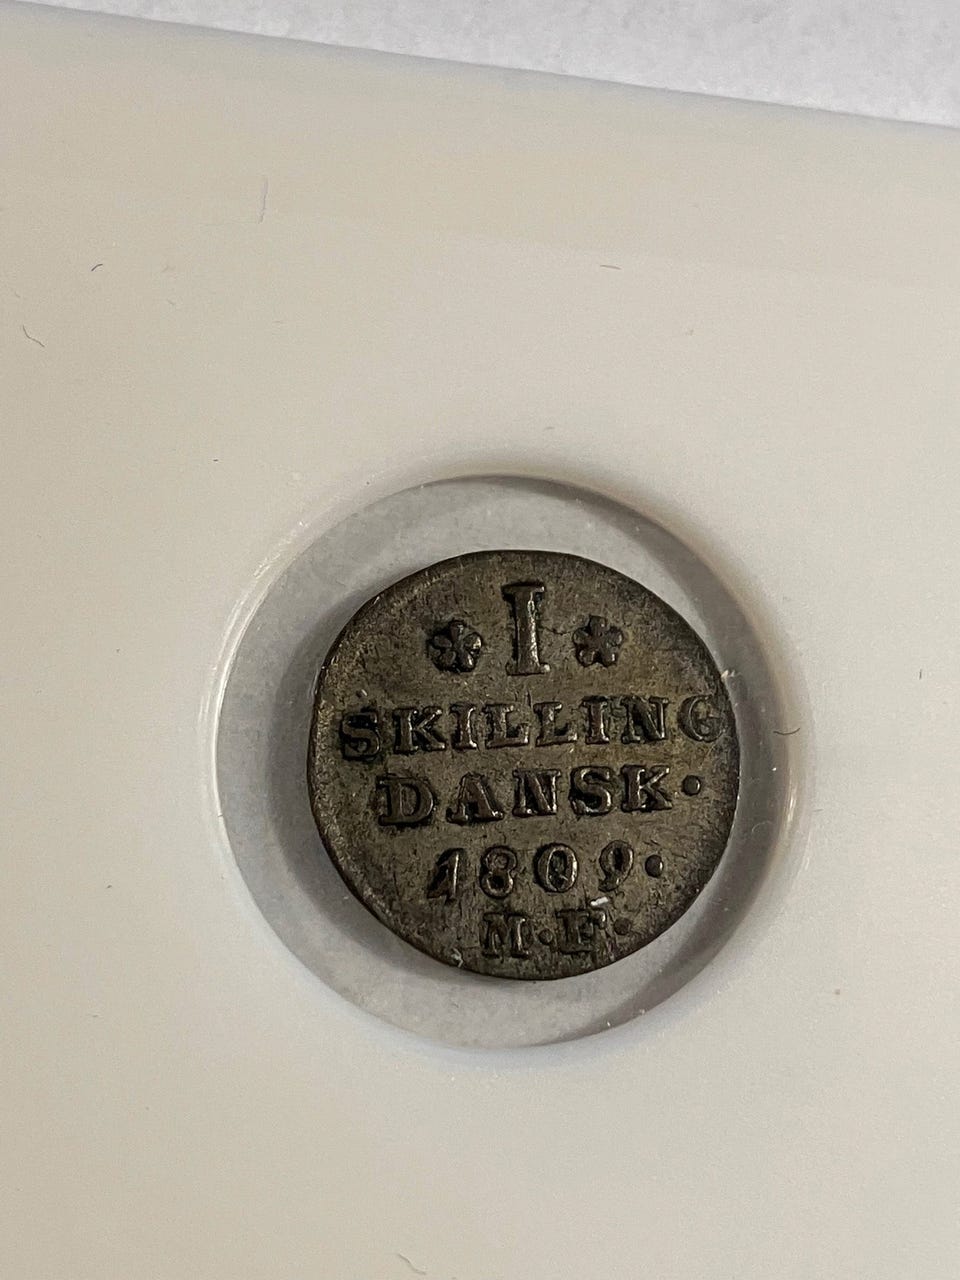 I
SKILLING
DANSK.
1809.
M.F.